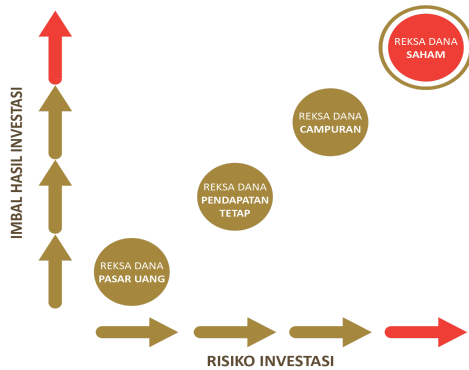 REKSA DANA
SAHAM
REKSA DANA
CAMPURAN
REKSA DANA
PENDAPATAN
TETAP
REKSA DANA
PASAR UANG
IMBAL HASIL INVESTASI
RISIKO INVESTASI